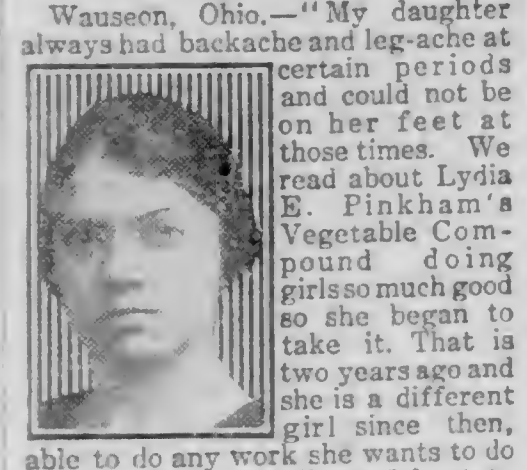 Wauseon, Ohio.—"My daughter
always had backache and leg-ache at
certain periods
and could not be
on her feet at
those times. We
read about Lydia
E. Pinkham's
Vegetable Com-
pound doing
girls so much good
so she began to
take it. That is
two years ago and
she is a different
girl since then,
able to do any work she wants to do